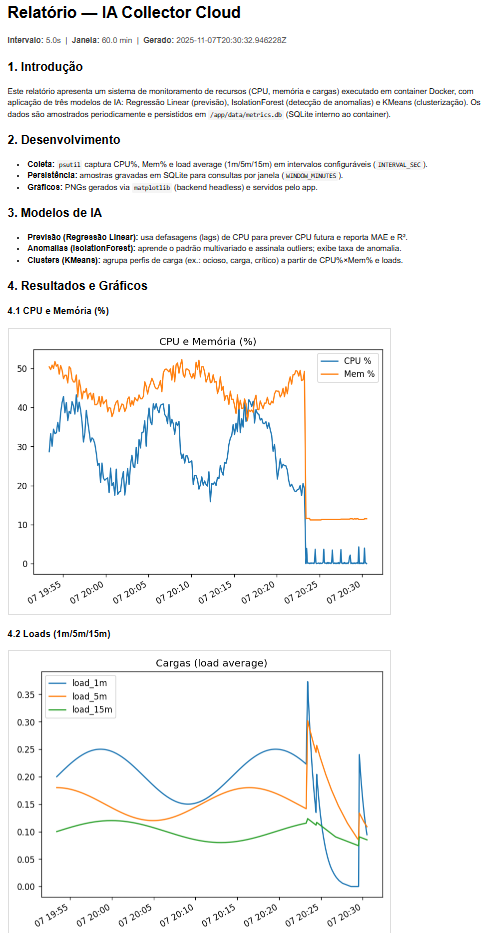 Relatório — IA Collector Cloud
Intervalo: 5.0s | Janela: 60.0 min | Gerado: 2025-11-07T20:30:32.946228Z
1. Introdução
Este relatório apresenta um sistema de monitoramento de recursos (CPU, memória e cargas) executado em container Docker, com
aplicação de três modelos de IA: Regressão Linear (previsão), IsolationForest (detecção de anomalias) e KMeans (clusterização). Os
dados são amostrados periodicamente e persistidos em /app/data/metrics.db (SQLite interno ao container).
2. Desenvolvimento
• Coleta: psutil captura CPU%, Mem% e load average (1m/5m/15m) em intervalos configuráveis ( INTERVAL_SEC ).
• Persistência: amostras gravadas em SQLite para consultas por janela ( WINDOW_MINUTES ).
• Gráficos: PNGs gerados via matplotlib (backend headless) e servidos pelo app.
3. Modelos de IA
• Previsão (Regressão Linear): usa defasagens (lags) de CPU para prever CPU futura e reporta MAE e R².
• Anomalias (IsolationForest): aprende o padrão multivariado e assinala outliers; exibe taxa de anomalia.
• Clusters (KMeans): agrupa perfis de carga (ex.: ocioso, carga, crítico) a partir de CPU%×Mem% e loads.
4. Resultados e Gráficos
4.1 CPU e Memória (%)
CPU e Memória (%)
CPU %
Mem %
50
40
30
20
10
0
07 19:55
07 20:00
07 20:05
07 20:10
07 20:15
07 20:20
07 20:25
07 20:30
4.2 Loads (1m/5m/15m)
Cargas (load average)
load_1m
load_5m
load_15m
0.35
0.30
0.25
0.20
0.15
0.10
0.05
0.00
07 19:55
07 20:00
07 20:05
07 20:10
07 20:15
07 20:20
07 20:25
07 20:30